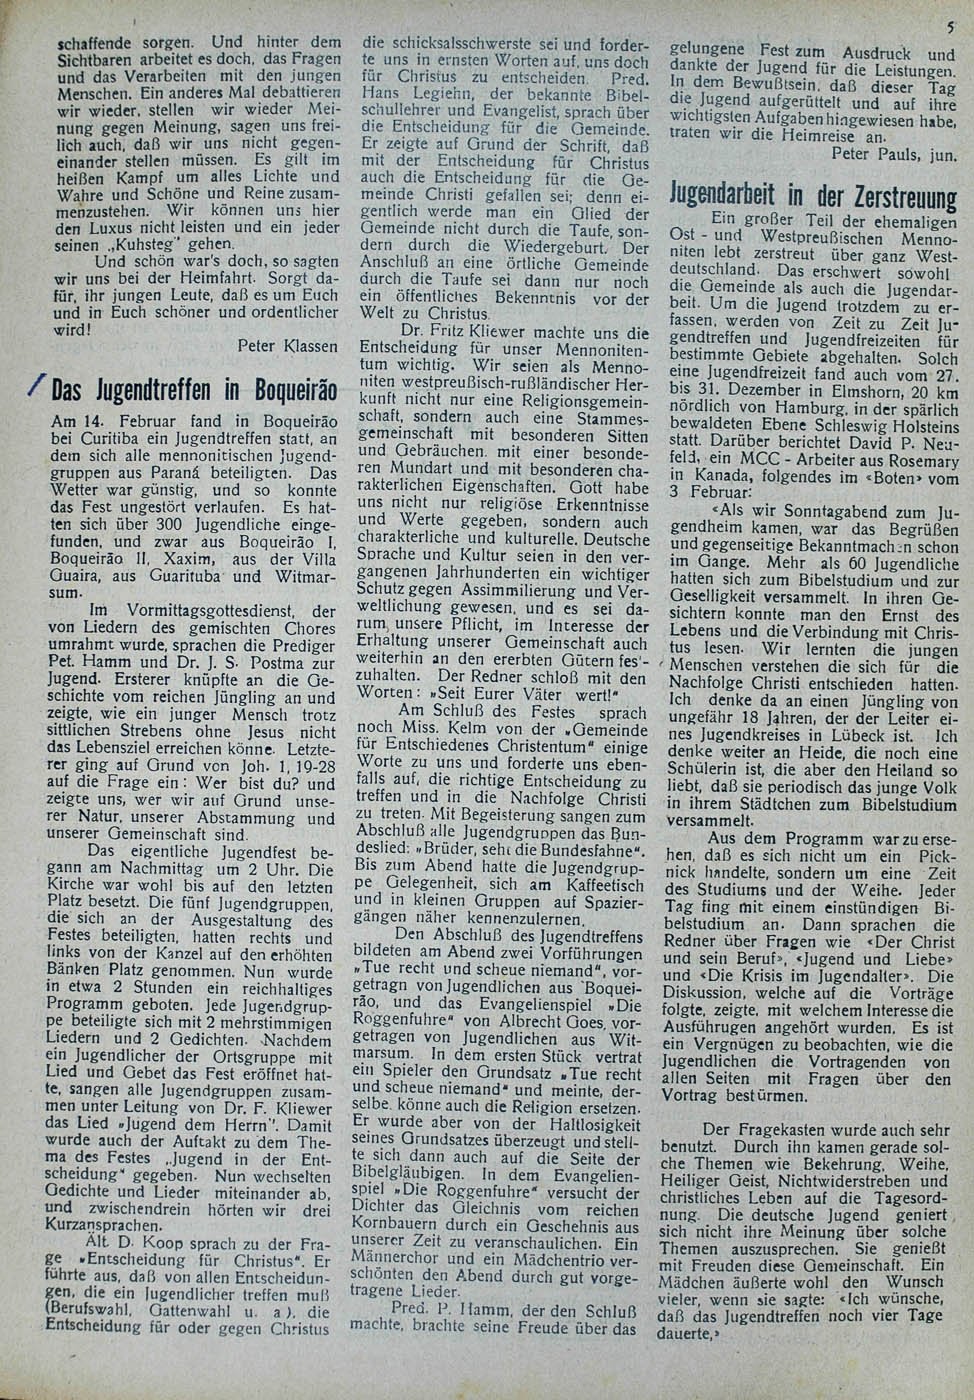 5
schaffende sorgen. Und hinter dem
Sichtbaren arbeitet es doch, das Fragen
und das Verarbeiten mit den jungen
Menschen. Ein anderes Mal debattieren
wir wieder, stellen wir wieder Mei-
nung gegen Meinung, sagen uns frei-
lich auch, daß wir uns nicht gegen-
einander stellen müssen. Es gilt im
heißen Kampf um alles Lichte und
Wahre und Schöne und Reine zusam-
menzustehen. Wir können uns hier
den Luxus nicht leisten und ein jeder
seinen „Kuhsteg" gehen.
Und schön war's doch, so sagten
wir uns bei der Heimfahrt. Sorgt da-
für, ihr jungen Leute, daß es um Euch
und in Euch schöner und ordentlicher
wird!
Peter Klassen
Das Jugendtreffen in Boqueirão
Am 14. Februar fand in Boqueirão
bei Curitiba ein Jugendtreffen statt, an
dem sich alle mennonitischen Jugend-
gruppen aus Paraná beteiligten. Das
Wetter war günstig, und so konnte
das Fest ungestört verlaufen. Es hat-
ten sich über 300 Jugendliche einge-
funden, und zwar aus Boqueirão I,
Boqueirão II, Xaxim, aus der Villa
Guaira, aus Guarituba und Witmar-
sum.
Im Vormittagsgottesdienst, der
von Liedern des gemischten Chores
umrahmt wurde, sprachen die Prediger
Pet. Hamm und Dr. J. S. Postma zur
Jugend. Ersterer knüpfte an die Ge-
schichte vom reichen Jüngling an und
zeigte, wie ein junger Mensch trotz
sittlichen Strebens ohne Jesus nicht
das Lebensziel erreichen könne. Letzte-
rer ging auf Grund von Joh. 1, 19-28
auf die Frage ein: Wer bist du? und
zeigte uns, wer wir auf Grund unse-
rer Natur, unserer Abstammung und
unserer Gemeinschaft sind.
Das eigentliche Jugendfest be-
gann am Nachmittag um 2 Uhr. Die
Kirche war wohl bis auf den letzten
Platz besetzt. Die fünf Jugendgruppen,
die sich an der Ausgestaltung des
Festes beteiligten, hatten rechts und
links von der Kanzel auf den erhöhten
Bänken Platz genommen. Nun wurde
in etwa 2 Stunden ein reichhaltiges
Programm geboten. Jede Jugendgrup-
pe beteiligte sich mit 2 mehrstimmigen
Liedern und 2 Gedichten. Nachdem
ein Jugendlicher der Ortsgruppe mit
Lied und Gebet das Fest eröffnet hat-
te, sangen alle Jugendgruppen zusam-
men unter Leitung von Dr. F. Kliewer
das Lied „Jugend dem Herrn". Damit
wurde auch der Auftakt zu dem The-
ma des Festes „Jugend in der Ent-
scheidung" gegeben. Nun wechselten
Gedichte und Lieder miteinander ab,
und zwischendrein hörten wir drei
Kurzansprachen.
Ält. D. Koop sprach zu der Fra-
ge „Entscheidung für Christus". Er
führte aus, daß von allen Entscheidun-
gen, die ein Jugendlicher treffen muß
(Berufswahl, Gattenwahl u. a ), die
Entscheidung für oder gegen Christus
die schicksalsschwerste sei und forder-
te uns in ernsten Worten auf, uns doch
für Christus zu entscheiden. Pred.
Hans Legiehn, der bekannte Bibel-
schullehrer und Evangelist, sprach über
die Entscheidung für die Gemeinde.
Er zeigte auf Grund der Schrift, daß
mit der Entscheidung für Christus
auch die Entscheidung für die Ge-
meinde Christi gefallen sei; denn ei-
gentlich werde man ein Glied der
Gemeinde nicht durch die Taufe, son-
dern durch die Wiedergeburt. Der
Anschluß an eine örtliche Gemeinde
durch die Taufe sei dann nur noch
ein öffentliches Bekenntnis vor der
Welt zu Christus.
Dr. Fritz Kliewer machte uns die
Entscheidung für unser Mennoniten-
tum wichtig. Wir seien als Menno-
niten westpreußisch-rußländischer Her-
kunft nicht nur eine Religionsgemein-
schaft, sondern auch eine Stammes-
gemeinschaft mit besonderen Sitten
und Gebräuchen. mit einer besonde-
ren Mundart und mit besonderen cha-
rakterlichen Eigenschaften. Gott habe
uns nicht nur religiöse Erkenntnisse
und Werte gegeben, sondern auch
charakterliche und kulturelle. Deutsche
Sprache und Kultur seien in den ver-
gangenen Jahrhunderten ein wichtiger
Schutz gegen Assimmilierung und Ver-
weltlichung gewesen, und es sei da-
rum, unsere Pflicht, im Interesse der
Erhaltung unserer Gemeinschaft auch
weiterhin an den ererbten Gütern fes'-
zuhalten. Der Redner schloß mit den
Worten: „Seit Eurer Väter wert!"
Am Schluß des Festes sprach
noch Miss. Kelm von der „Gemeinde
für Entschiedenes Christentum" einige
Worte zu uns und forderte uns eben-
falls auf, die richtige Entscheidung zu
treffen und in die Nachfolge Christi
zu treten. Mit Begeisterung sangen zum
Abschluß alle Jugendgruppen das Bun-
deslied: „Brüder, seht die Bundesfahne".
Bis zum Abend hatte die Jugendgrup-
pe Gelegenheit, sich am Kaffeetisch
und in kleinen Gruppen auf Spazier-
gängen näher kennenzulernen.
Den Abschluß des Jugendtreffens
bildeten am Abend zwei Vorführungen
„Tue recht und scheue niemand", vor-
getragn von Jugendlichen aus Boquei-
rão, und das Evangelienspiel „Die
Roggenfuhre" von Albrecht Goes, vor-
getragen von Jugendlichen aus Wit-
marsum. In dem ersten Stück vertrat
ein Spieler den Grundsatz „Tue recht
und scheue niemand" und meinte, der-
selbe. könne auch die Religion ersetzen.
Er wurde aber von der Haltlosigkeit
seines Grundsatzes überzeugt und stell-
te sich dann auch auf die Seite der
Bibelgläubigen. In dem Evangelien-
spiel „Die Roggenfuhre" versucht der
Dichter das Gleichnis vom reichen
Kornbauern durch ein Geschehnis aus
unserer Zeit zu veranschaulichen. Ein
Männerchor und ein Mädchentrio ver-
schönten den Abend durch gut vorge-
tragene Lieder.
Pred. P. Hamm, der den Schluß
machte, brachte seine Freude über das
gelungene Fest zum Ausdruck und
dankte der Jugend für die Leistungen.
In dem Bewußtsein, daß dieser Tag
die Jugend aufgerüttelt und auf ihre
wichtigsten Aufgaben hingewiesen habe,
traten wir die Heimreise an.
Peter Pauls, jun.
Jugendarbeit in der Zerstreuung
Ein großer Teil der ehemaligen
Ost- und Westpreußischen Menno-
niten lebt zerstreut über ganz West-
deutschland. Das erschwert sowohl
die Gemeinde als auch die Jugendar-
beit. Um die Jugend trotzdem zu er-
fassen, werden von Zeit zu Zeit Ju-
gendtreffen und Jugendfreizeiten für
bestimmte Gebiete abgehalten. Solch
eine Jugendfreizeit fand auch vom 27.
bis 31. Dezember in Elmshorn, 20 km
nördlich von Hamburg, in der spärlich
bewaldeten Ebene Schleswig Holsteins
statt. Darüber berichtet David P. Neu-
feld, ein MCC - Arbeiter aus Rosemary
in Kanada, folgendes im «Boten» vom
3 Februar:
«Als wir Sonntagabend zum Ju-
gendheim kamen, war das Begrüßen
und gegenseitige Bekanntmachen schon
im Gange. Mehr als 60 Jugendliche
hatten sich zum Bibelstudium und zur
Geselligkeit versammelt. In ihren Ge-
sichtern konnte man den Ernst des
Lebens und die Verbindung mit Chris-
tus lesen. Wir lernten die jungen
Menschen verstehen die sich für die
Nachfolge Christi entschieden hatten.
Ich denke da an einen Jüngling von
ungefähr 18 Jahren, der der Leiter ei-
nes Jugendkreises in Lübeck ist. Ich
denke weiter an Heide, die noch eine
Schülerin ist, die aber den Heiland so
liebt, daß sie periodisch das junge Volk
in ihrem Städtchen zum Bibelstudium
versammelt.
Aus dem Programm war zu erse-
hen, daß es sich nicht um ein Pick-
nick handelte, sondern um eine Zeit
des Studiums und der Weihe. Jeder
Tag fing mit einem einstündigen Bi-
belstudium an. Dann sprachen die
Redner über Fragen wie «Der Christ
und sein Beruf», «Jugend und Liebe»
und «Die Krisis im Jugendalter». Die
Diskussion, welche auf die Vorträge
folgte, zeigte, mit welchem Interesse die
Ausführugen angehört wurden. Es ist
ein Vergnügen zu beobachten, wie die
Jugendlichen die Vortragenden von
allen Seiten mit Fragen über den
Vortrag bestürmen.
Der Fragekasten wurde auch sehr
benutzt. Durch ihn kamen gerade sol-
che Themen wie Bekehrung, Weihe,
Heiliger Geist, Nichtwiderstreben und
christliches Leben auf die Tagesord-
nung. Die deutsche Jugend geniert
sich nicht ihre Meinung über solche
Themen auszusprechen. Sie genießt
mit Freuden diese Gemeinschaft. Ein
Mädchen äußerte wohl den Wunsch
vieler, wenn sie sagte: «Ich wünsche,
daß das Jugendtreffen noch vier Tage
dauerte,»